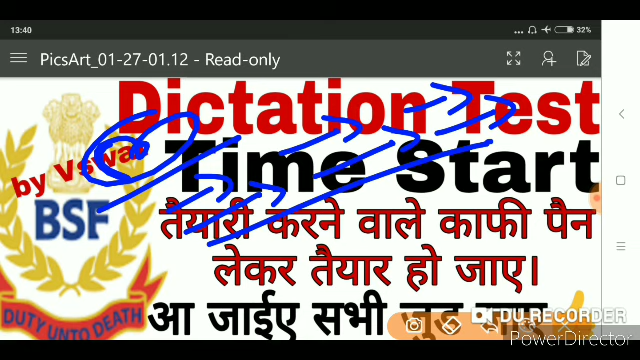 13:40
32%
PicsArt_01-27-01.12 - Read-only
Dictation Test
by
Time Start
BSF
तैयारी करने वाले काफी पैन
लेकर तैयार हो जाए।
DUTY UNTO DEATH
आ जाईए सभी
DU RECORDER
PowerDirector